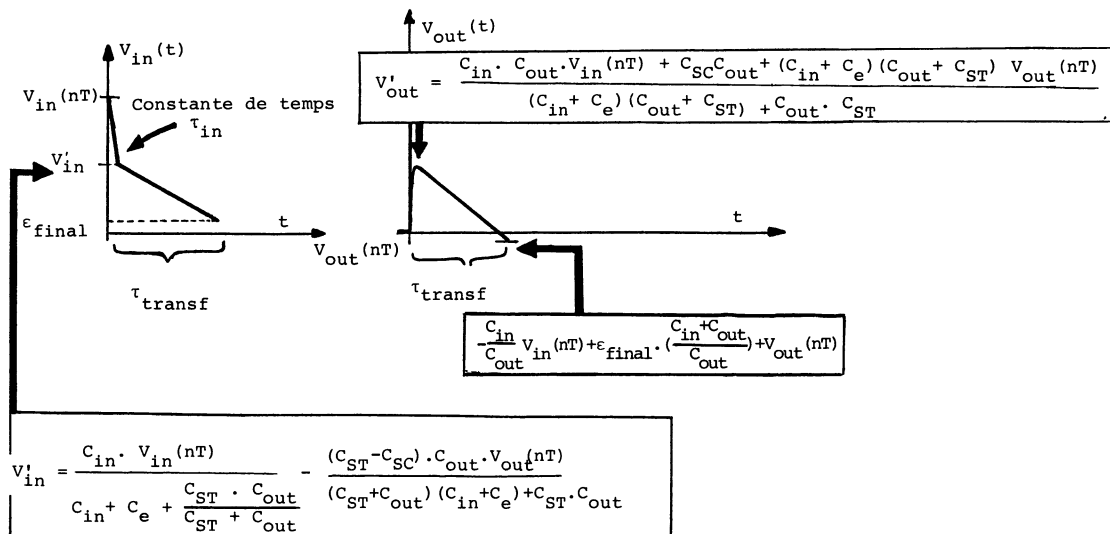 V_in(t)
V_in(nT)
Constante de temps
τ_in
V'_in
ε_final
t
τ_transf
V_out(t)
V'_out = (C_in . C_out . V_in(nT) + C_SC C_out + (C_in + C_e)(C_out + C_ST) V_out(nT)) / ((C_in + C_e)(C_out + C_ST) + C_out . C_ST)
t
V_out(nT)
τ_transf
-C_in/C_out V_in(nT) + ε_final . (C_in + C_out / C_out) + V_out(nT)
V'_in = (C_in . V_in(nT)) / (C_in + C_e + (C_ST . C_out)/(C_ST + C_out)) - ((C_ST - C_SC) . C_out . V_out(nT)) / ((C_ST + C_out)(C_in + C_e) + C_ST . C_out)